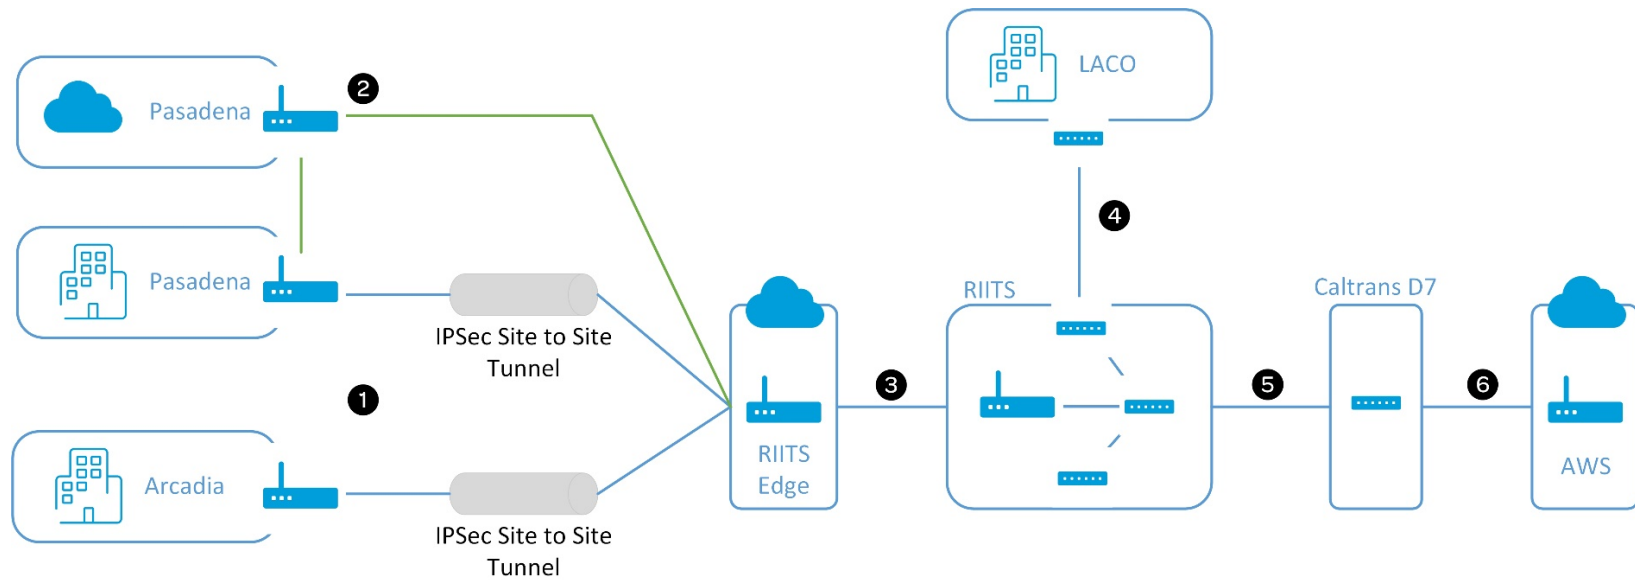 2
LACO
Pasadena
4
Pasadena
RIITS
Caltrans D7
IPSec Site to Site
Tunnel
1
3
5
6
RIITS
Edge
AWS
Arcadia
IPSec Site to Site
Tunnel